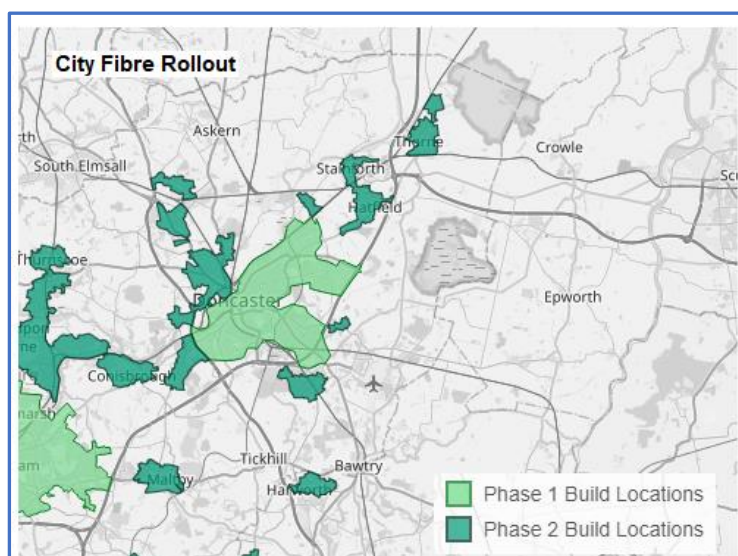 City Fibre Rollout
Askern
South Elmsall
Thorne
Crowle
Stainforth
Hatfield
Thurnscoe
Doncaster
Epworth
Conisbrough
Tickhill
Bawtry
Maltby
Harworth
Phase 1 Build Locations
Phase 2 Build Locations